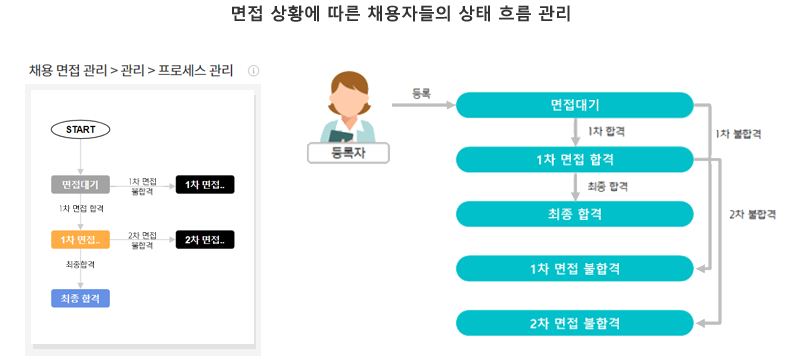 면접 상황에 따른 채용자들의 상태 흐름 관리
채용 면접 관리 > 관리 > 프로세스 관리
START
면접대기
1차 면접
불합격
1차 면접..
1차 면접 합격
1차 면접..
2차 면접
불합격
2차 면접..
최종합격
최종 합격
등록자
등록
면접대기
1차 합격
1차 불합격
1차 면접 합격
최종 합격
2차 불합격
최종 합격
1차 면접 불합격
2차 면접 불합격